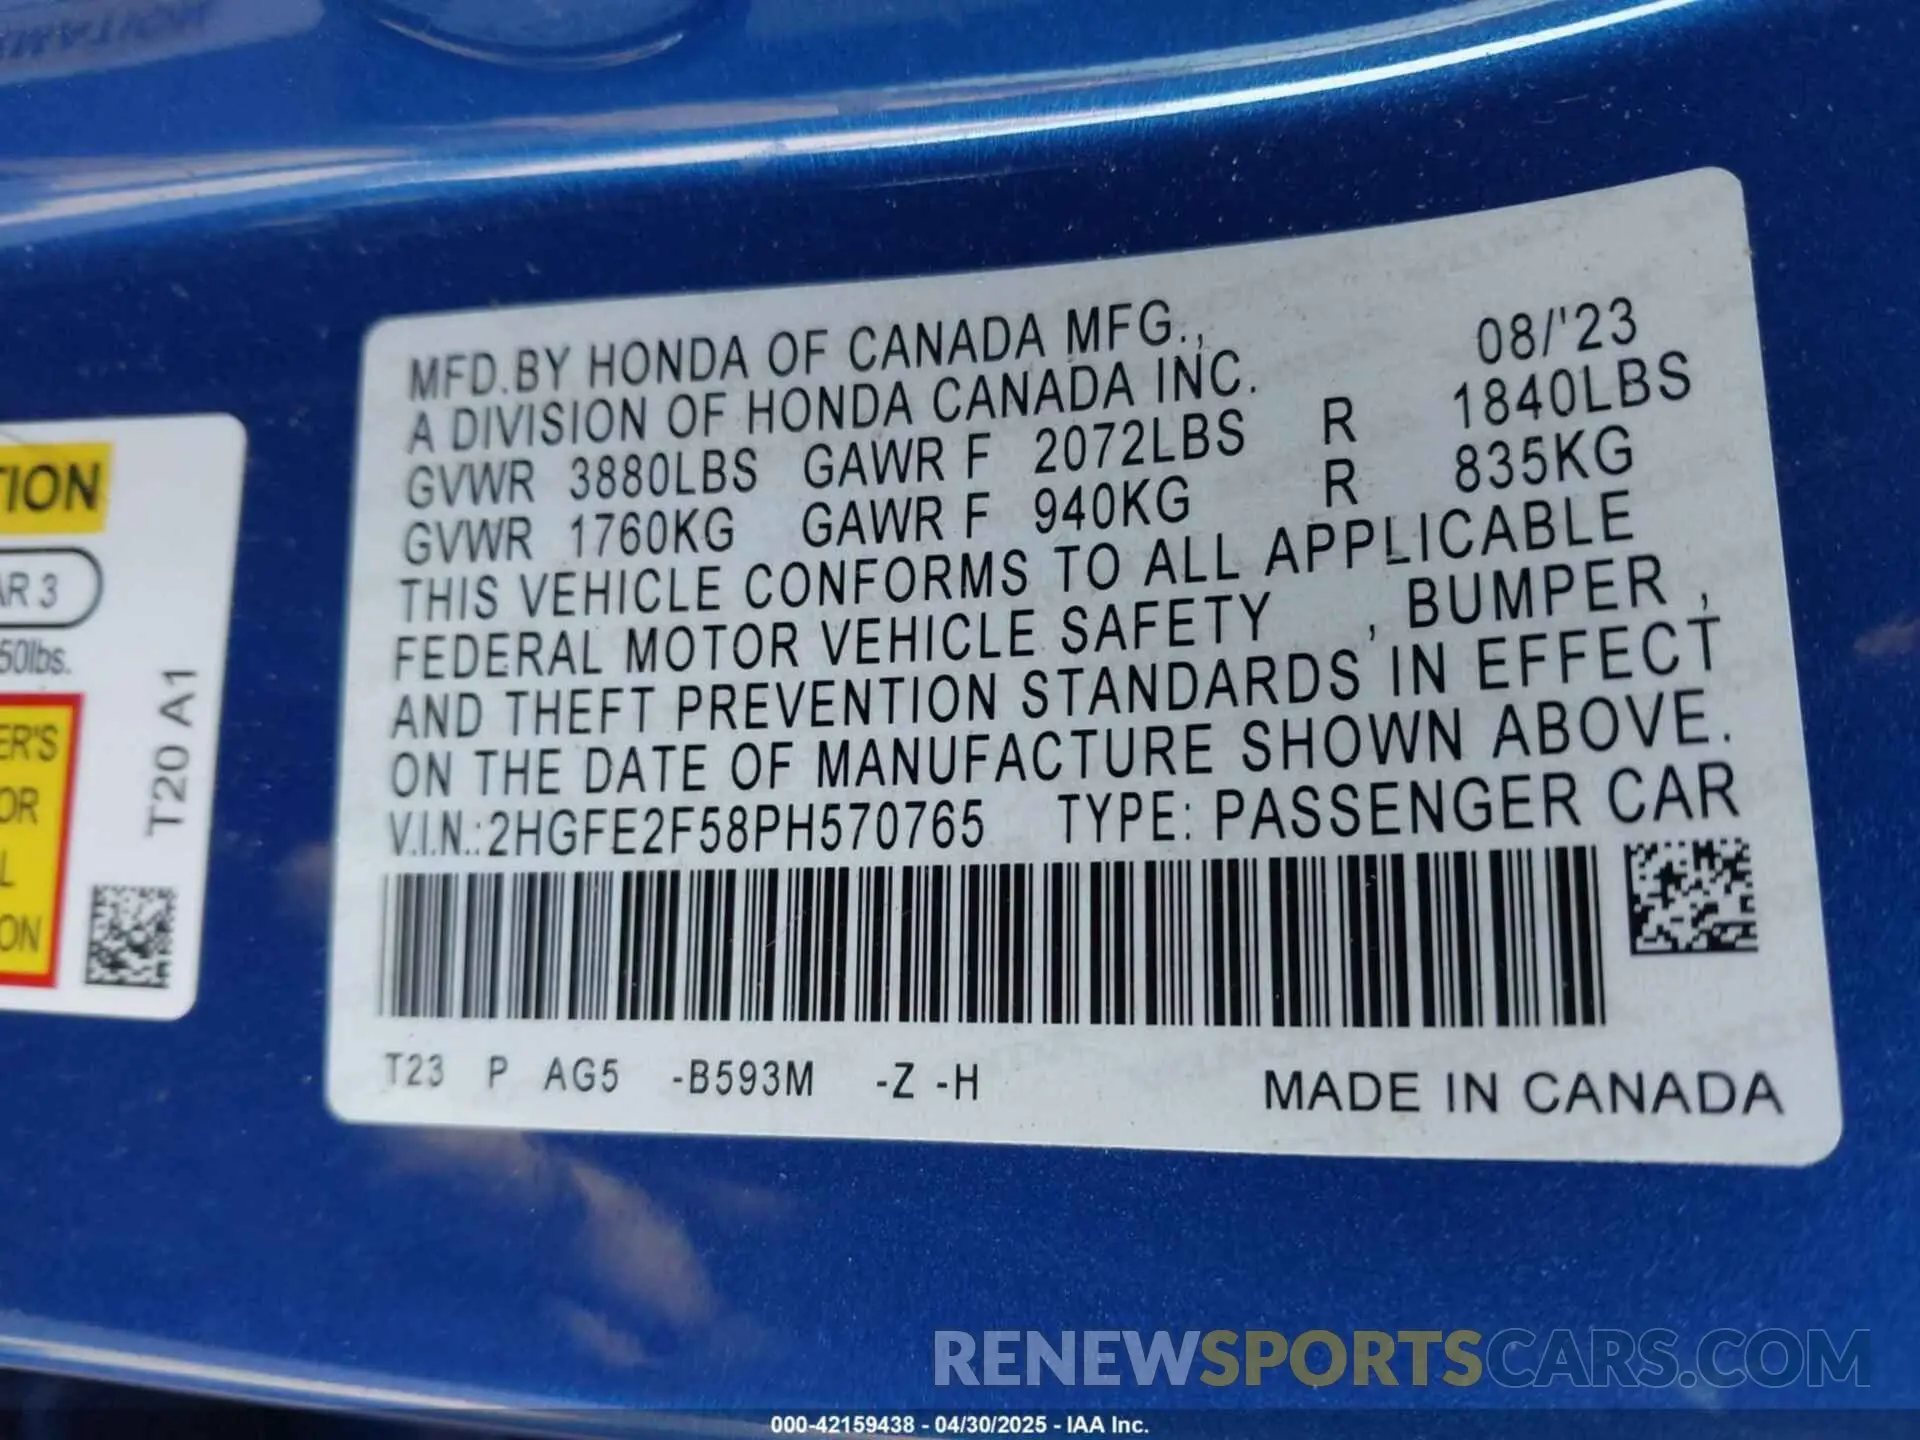 MFD.BY HONDA OF CANADA MFG., 08/'23
A DIVISION OF HONDA CANADA INC.
GVWR 3880LBS GAWR F 2072LBS R 1840LBS
GVWR 1760KG GAWR F 940KG R 835KG
THIS VEHICLE CONFORMS TO ALL APPLICABLE
FEDERAL MOTOR VEHICLE SAFETY , BUMPER ,
AND THEFT PREVENTION STANDARDS IN EFFECT
ON THE DATE OF MANUFACTURE SHOWN ABOVE.
V.I.N.:2HGFE2F58PH570765 TYPE: PASSENGER CAR
T23 P AG5 -B593M -Z -H MADE IN CANADA
TION
AR 3
50lbs.
ER'S
OR
L
ON
T20 A1
RENEWSPORTSCARS.COM
000-42159438 - 04/30/2025 - IAA Inc.